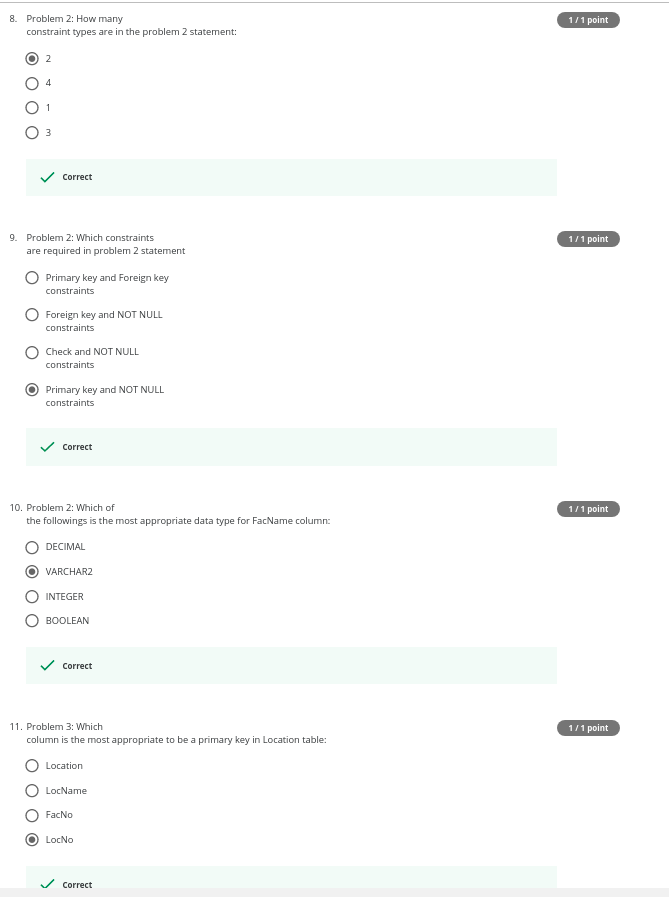 8. Problem 2: How many
1 / 1 point
constraint types are in the problem 2 statement:
2
4
1
3
Correct
9. Problem 2: Which constraints
1 / 1 point
are required in problem 2 statement
Primary key and Foreign key
constraints
Foreign key and NOT NULL
constraints
Check and NOT NULL
constraints
Primary key and NOT NULL
constraints
Correct
10. Problem 2: Which of
1 / 1 point
the followings is the most appropriate data type for FacName column:
DECIMAL
VARCHAR2
INTEGER
BOOLEAN
Correct
11. Problem 3: Which
1 / 1 point
column is the most appropriate to be a primary key in Location table:
Location
LocName
FacNo
LocNo
Correct